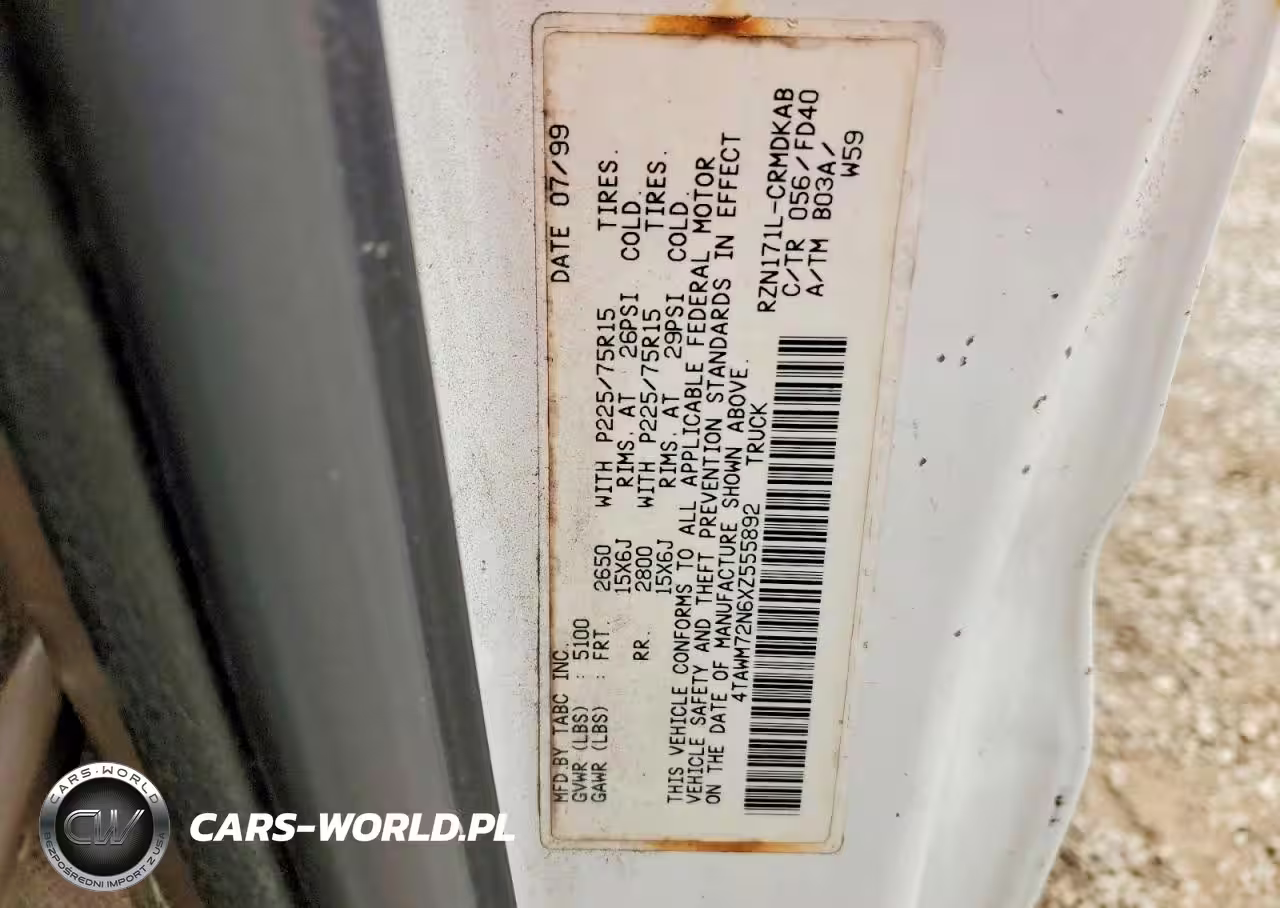 MFD.BY TABC INC. DATE 07/99
GVWR (LBS) : 5100
GAWR (LBS) : FRT. 2650 WITH P225/75R15 TIRES.
15X6J RIMS. AT 26PSI COLD.
RR. 2800 WITH P225/75R15 TIRES.
15X6J RIMS. AT 29PSI COLD.
THIS VEHICLE CONFORMS TO ALL APPLICABLE FEDERAL MOTOR
VEHICLE SAFETY AND THEFT PREVENTION STANDARDS IN EFFECT
ON THE DATE OF MANUFACTURE SHOWN ABOVE.
4TAWM72N6XZ555892 TRUCK
RZN171L-CRMDKAB
C/TR 056/FD40
A/TM B03A/
W59
CARS-WORLD
CW
BEZPOŚREDNI IMPORT Z USA
CARS-WORLD.PL